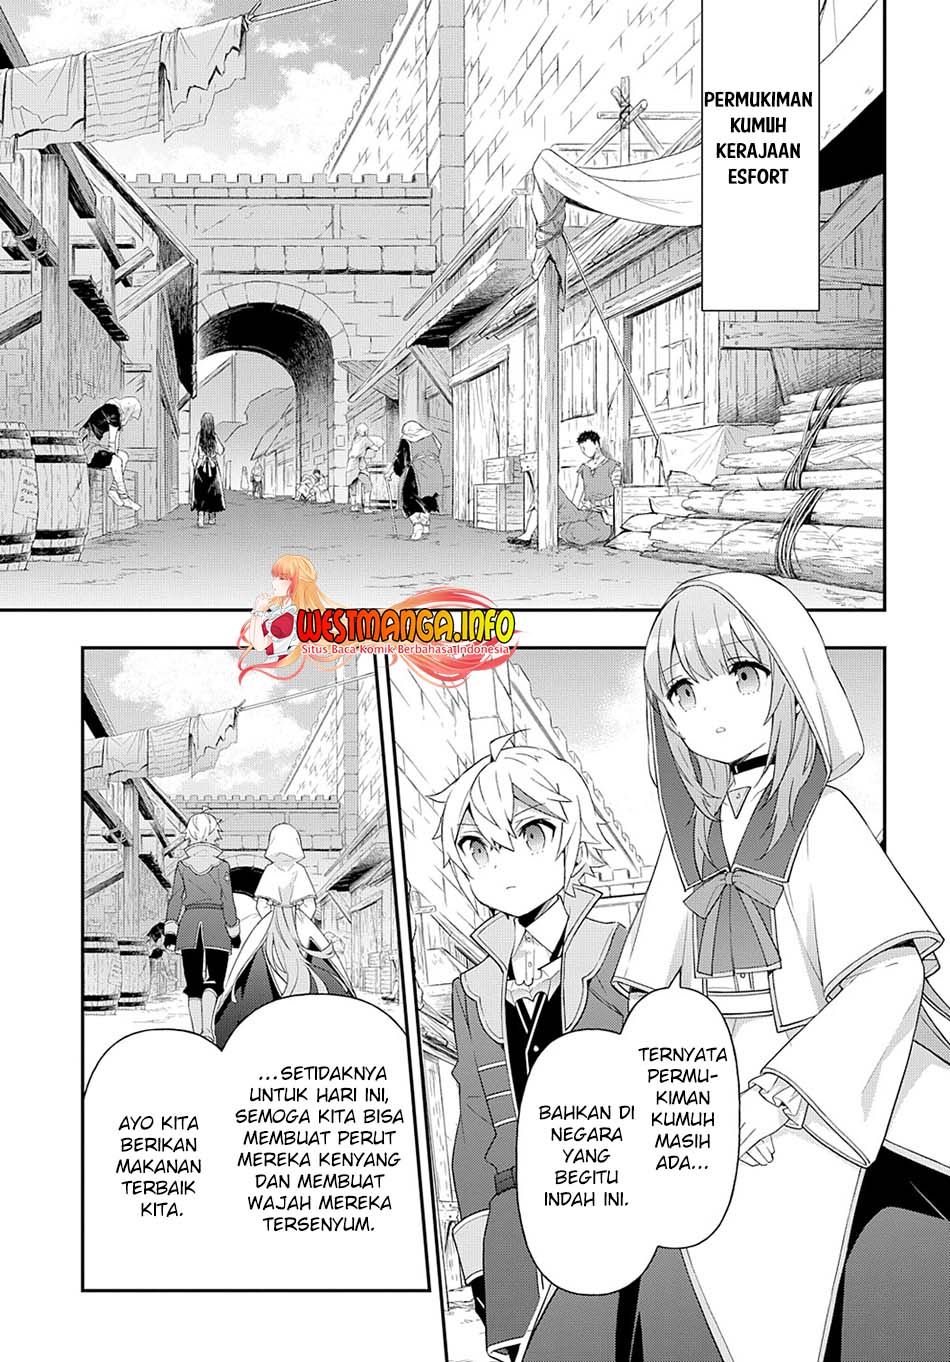 PERMUKIMAN
KUMUH
KERAJAAN
ESFORT
WESTMANGA.INFO
Situs Baca Komik Berbahasa Indonesia
TERNYATA
PERMU-
KIMAN
KUMUH
MASIH
ADA...
BAHKAN DI
NEGARA
YANG
BEGITU
INDAH INI.
...SETIDAKNYA
UNTUK HARI INI,
SEMOGA KITA BISA
MEMBUAT PERUT
MEREKA KENYANG
DAN MEMBUAT
WAJAH MEREKA
TERSENYUM.
AYO KITA
BERIKAN
MAKANAN
TERBAIK
KITA.